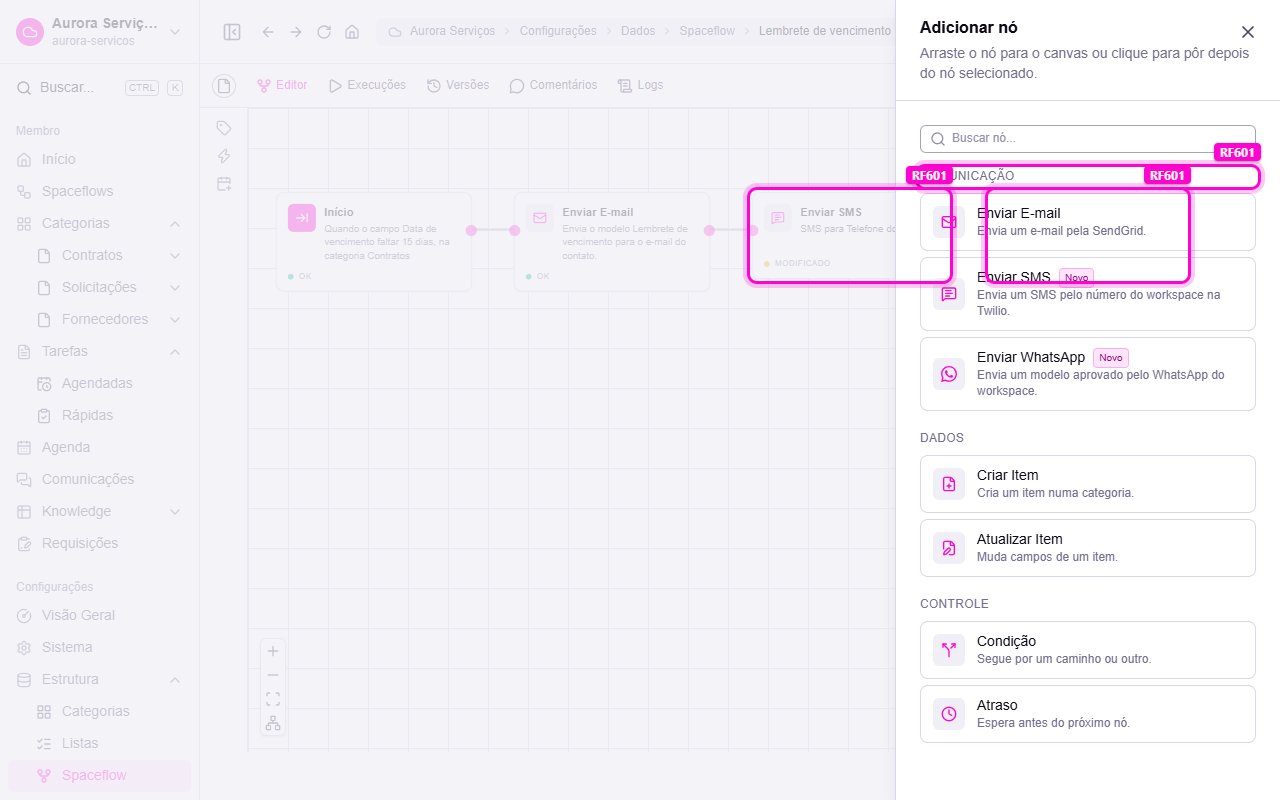 Aurora Serviç...
aurora-servicos
Buscar...
CTRL
K
Membro
Início
Spaceflows
Categorias
Contratos
Solicitações
Fornecedores
Tarefas
Agendadas
Rápidas
Agenda
Comunicações
Knowledge
Requisições
Configurações
Visão Geral
Sistema
Estrutura
Categorias
Listas
Spaceflow
Aurora Serviços
Configurações
Dados
Spaceflow
Lembrete de vencimento
Editor
Execuções
Versões
Comentários
Logs
Início
Quando o campo Data de
vencimento faltar 15 dias, na
categoria Contratos.
OK
Enviar E-mail
Envia o modelo Lembrete de
vencimento para o e-mail do
contato.
OK
Enviar SMS
SMS para Telefone do
MODIFICADO
Adicionar nó
Arraste o nó para o canvas ou clique para pôr depois
do nó selecionado.
Buscar nó...
RF601
RF601
RF601
UNICAÇÃO
Enviar E-mail
Envia um e-mail pela SendGrid.
Enviar SMS Novo
Envia um SMS pelo número do workspace na
Twilio.
Enviar WhatsApp Novo
Envia um modelo aprovado pelo WhatsApp do
workspace.
DADOS
Criar Item
Cria um item numa categoria.
Atualizar Item
Muda campos de um item.
CONTROLE
Condição
Segue por um caminho ou outro.
Atraso
Espera antes do próximo nó.